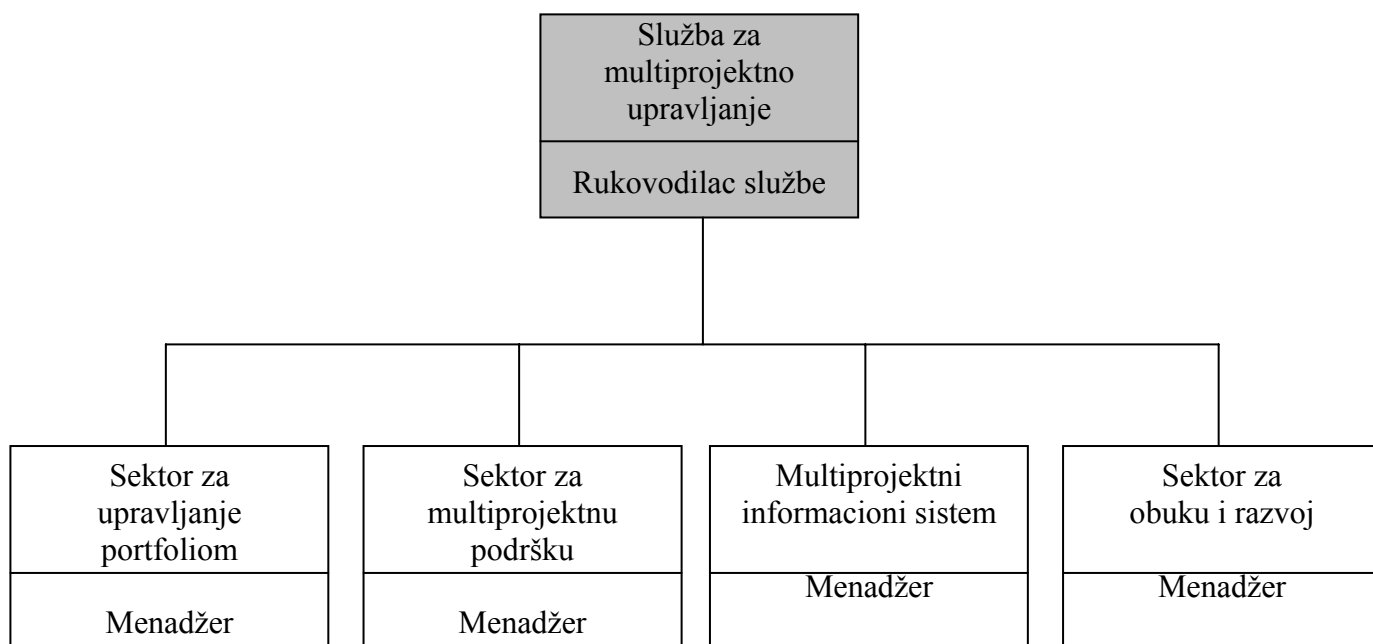 Služba za
multiprojektno
upravljanje
Rukovodilac službe
Sektor za
upravljanje
portfoliom
Menadžer
Sektor za
multiprojektnu
podršku
Menadžer
Multiprojektni
informacioni sistem
Menadžer
Sektor za
obuku i razvoj
Menadžer